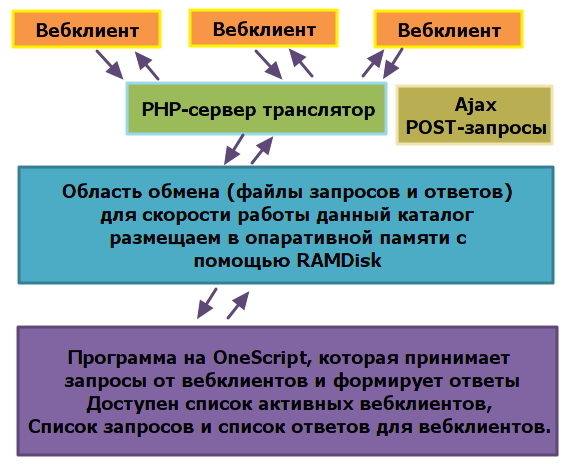 Вебклиент
Вебклиент
Вебклиент
PHP-сервер транслятор
Ajax
POST-запросы
Область обмена (файлы запросов и ответов)
для скорости работы данный каталог
размещаем в опаративной памяти с
помощью RAMDisk
Программа на OneScript, которая принимает
запросы от вебклиентов и формирует ответы
Доступен список активных вебклиентов,
Список запросов и список ответов для вебклиентов.